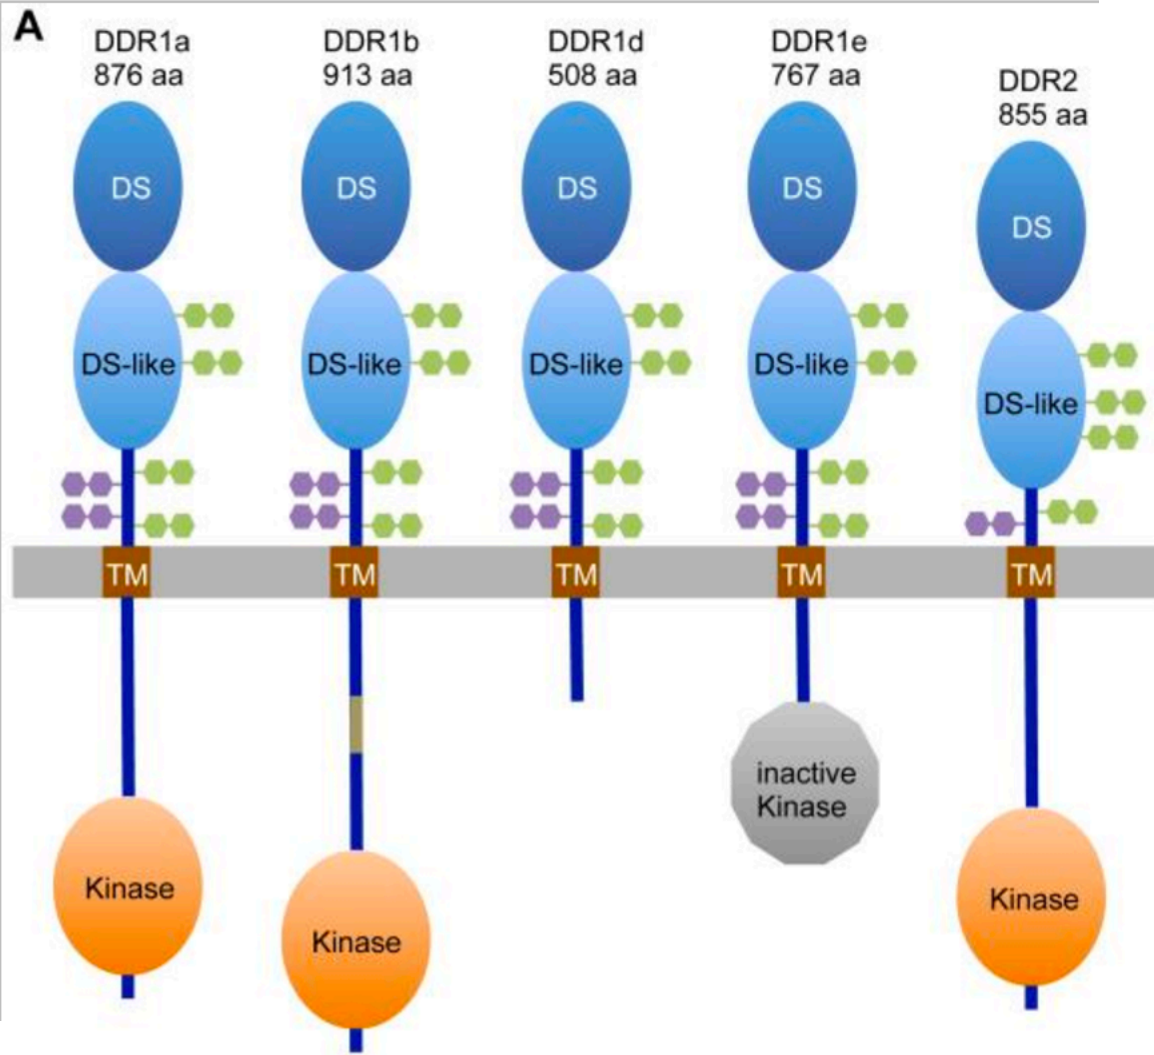 A
DDR1a
876 aa
DDR1b
913 aa
DDR1d
508 aa
DDR1e
767 aa
DDR2
855 aa
DS
DS
DS
DS
DS
DS-like
DS-like
DS-like
DS-like
DS-like
TM
TM
TM
TM
TM
inactive
Kinase
Kinase
Kinase
Kinase